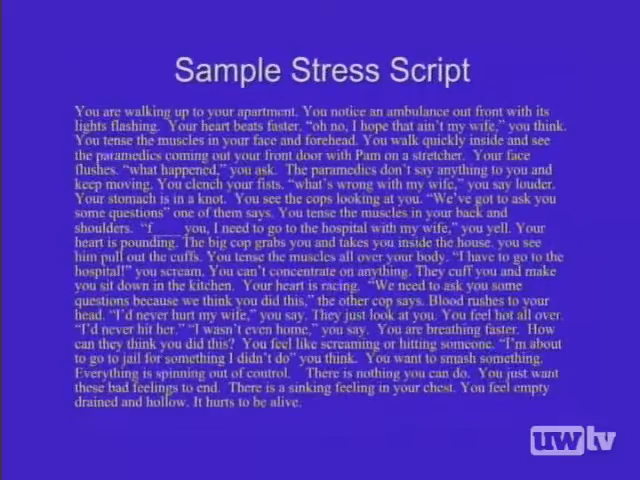 Sample Stress Script
You are walking up to your apartment. You notice an ambulance out front with its
lights flashing.  Your heart beats faster. “oh no, I hope that ain't my wife,” you think.
You tense the muscles in your face and forehead. You walk quickly inside and see
the paramedics coming out your front door with Pam on a stretcher.  Your face
flushes. “what happened,” you ask.  The paramedics don't say anything to you and
keep moving. You clench your fists. “what's wrong with my wife,” you say louder.
Your stomach is in a knot.  You see the cops looking at you. “We've got to ask you
some questions” one of them says. You tense the muscles in your back and
shoulders.  “f____ you, I need to go to the hospital with my wife,” you yell. Your
heart is pounding. The big cop grabs you and takes you inside the house. you see
him pull out the cuffs. You tense the muscles all over your body. “I have to go to the
hospital!” you scream. You can't concentrate on anything. They cuff you and make
you sit down in the kitchen.  Your heart is racing. “We need to ask you some
questions because we think you did this,” the other cop says. Blood rushes to your
head. “I'd never hurt my wife,” you say. They just look at you. You feel hot all over.
“I'd never hit her.” “I wasn't even home,” you say.  You are breathing faster.  How
can they think you did this?  You feel like screaming or hitting someone. “I'm about
to go to jail for something I didn't do” you think.  You want to smash something.
Everything is spinning out of control.   There is nothing you can do.  You just want
these bad feelings to end.  There is a sinking feeling in your chest. You feel empty
drained and hollow. It hurts to be alive.
uwtv